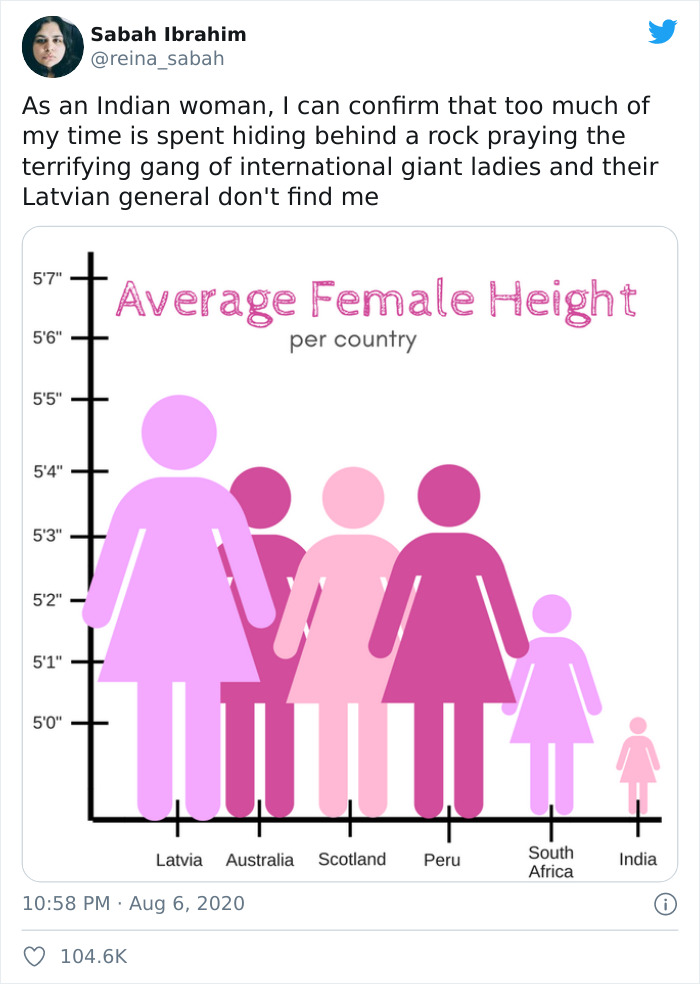 Sabah Ibrahim
@reina_sabah
As an Indian woman, I can confirm that too much of
my time is spent hiding behind a rock praying the
terrifying gang of international giant ladies and their
Latvian general don't find me
Average Female Height
per country
5'7"
5'6"
5'5"
5'4"
5'3"
5'2"
5'1"
5'0"
Latvia
Australia
Scotland
Peru
South
Africa
India
10:58 PM · Aug 6, 2020
104.6K